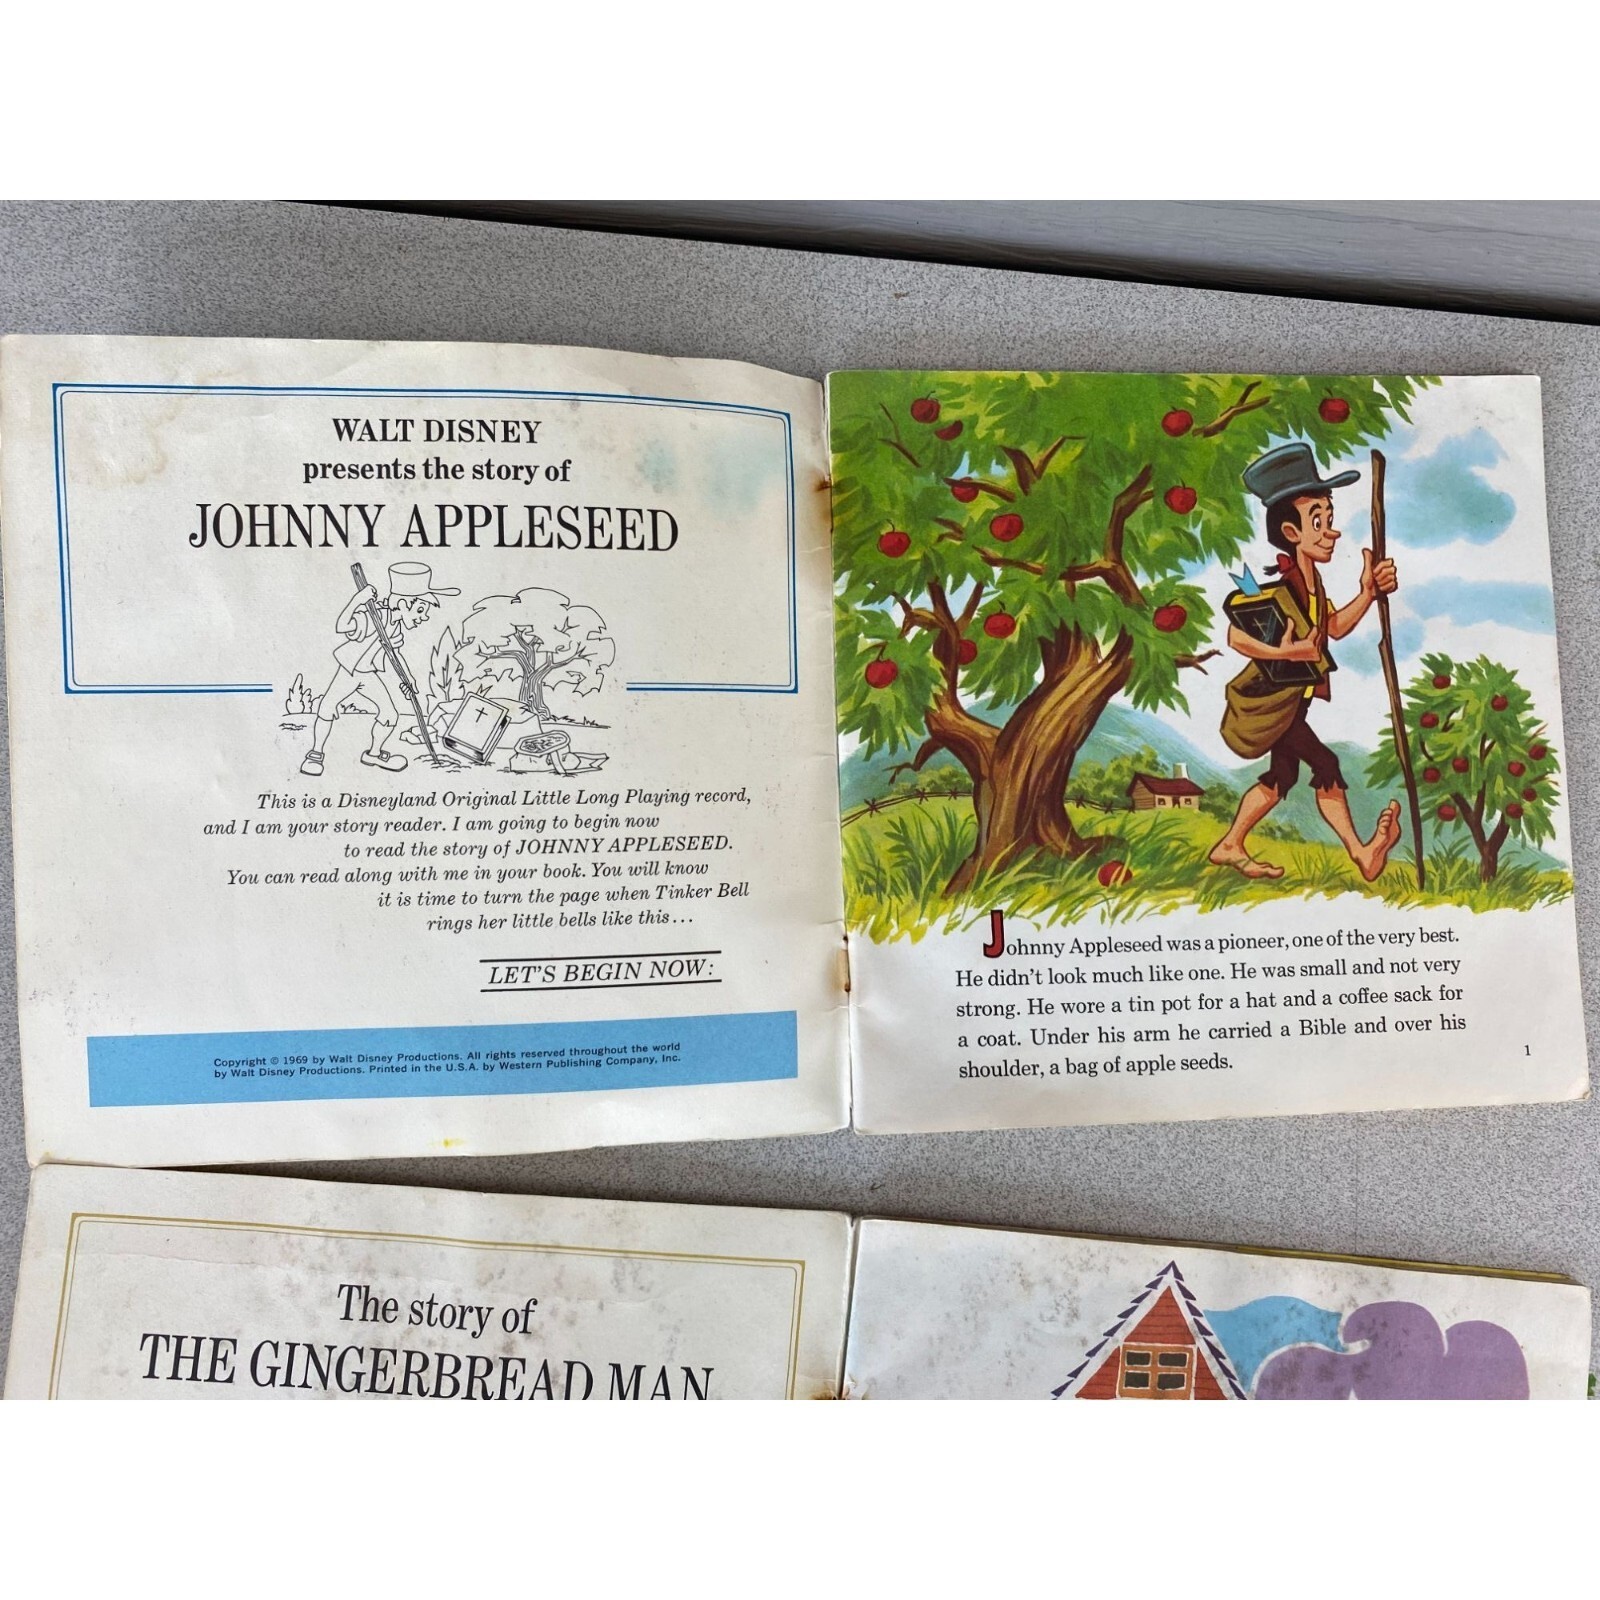 WALT DISNEY
presents the story of
JOHNNY APPLESEED
This is a Disneyland Original Little Long Playing record,
and I am your story reader. I am going to begin now
to read the story of JOHNNY APPLESEED.
You can read along with me in your book. You will know
it is time to turn the page when Tinker Bell
rings her little bells like this...
LET'S BEGIN NOW:
Copyright © 1969 by Walt Disney Productions. All rights reserved throughout the world
by Walt Disney Productions. Printed in the U.S.A. by Western Publishing Company, Inc.
Johnny Appleseed was a pioneer, one of the very best.
He didn't look much like one. He was small and not very
strong. He wore a tin pot for a hat and a coffee sack for
a coat. Under his arm he carried a Bible and over his
shoulder, a bag of apple seeds.
1
The story of
THE GINGERBREAD MAN